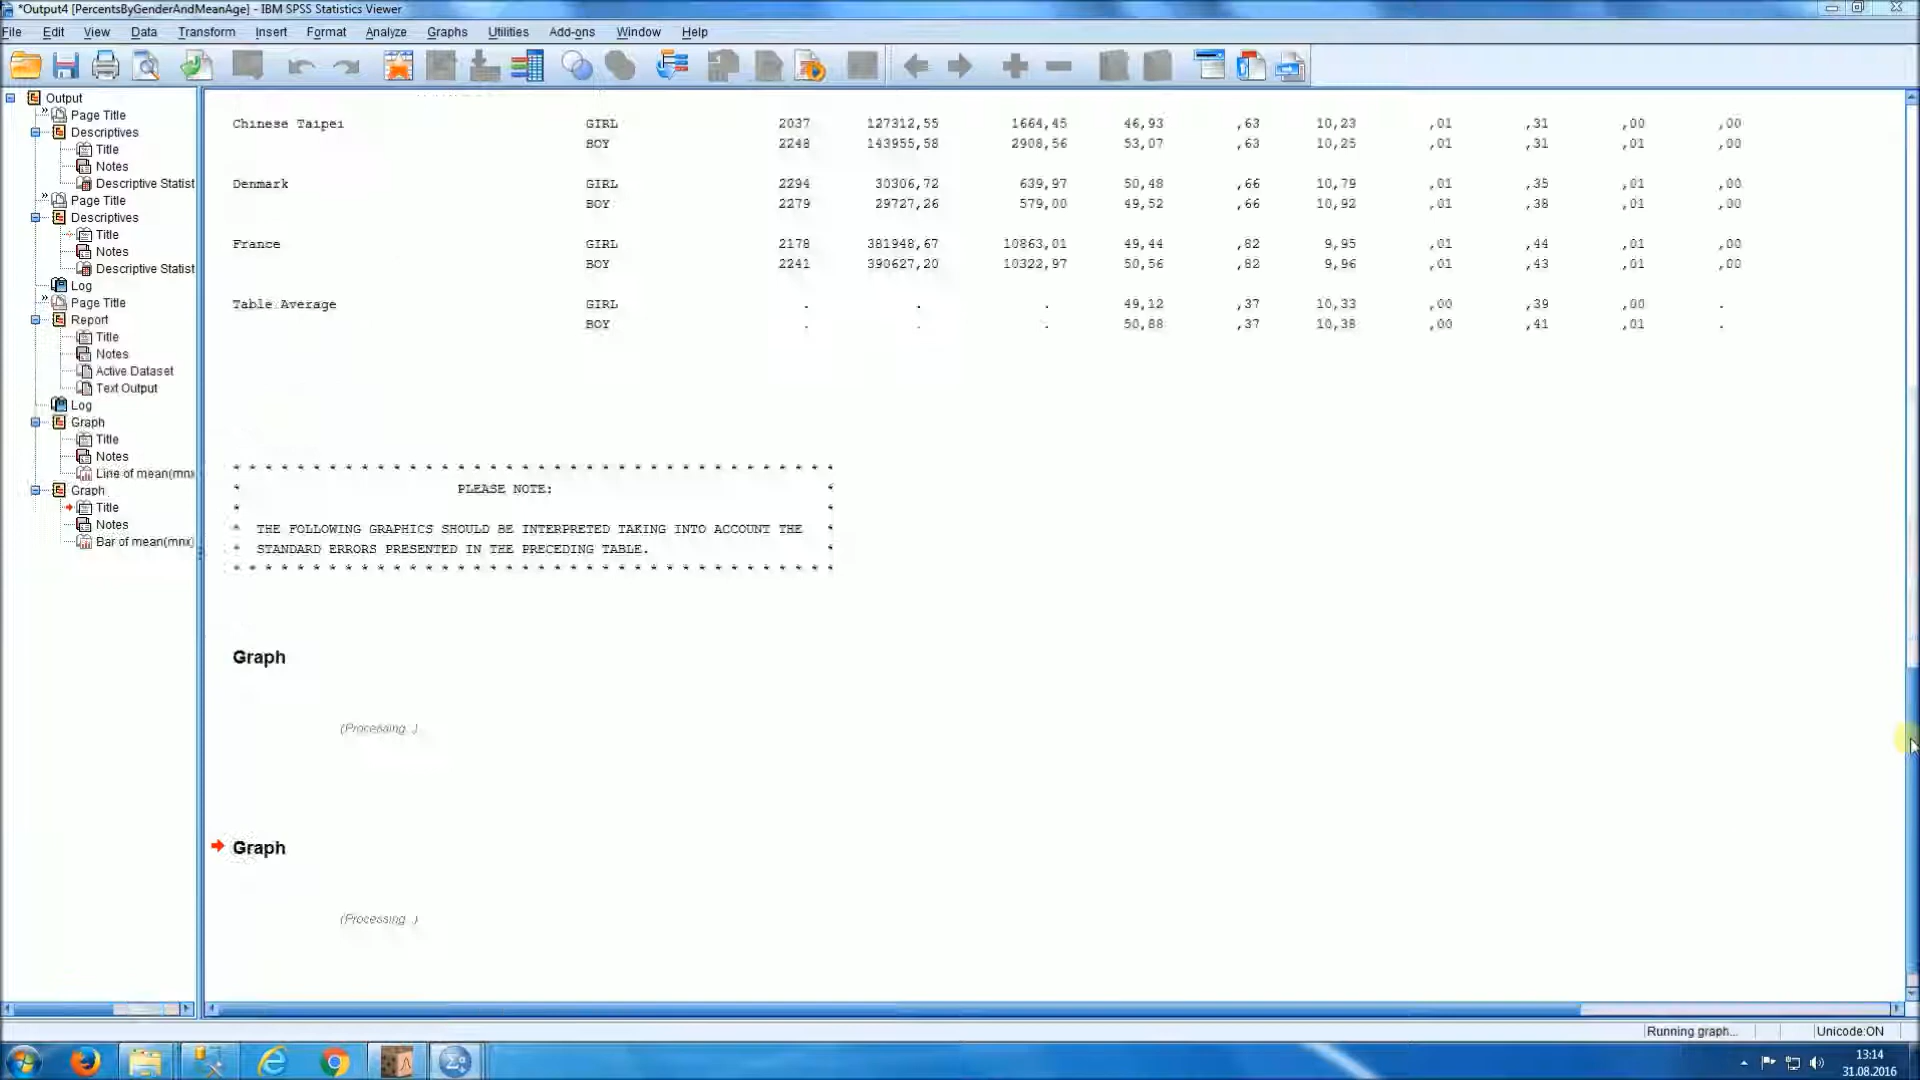 *Output4 [PercentsByGenderAndMeanAge] - IBM SPSS Statistics Viewer
File Edit View Data Transform Insert Format Analyze Graphs Utilities Add-ons Window Help
Output
Page Title
Descriptives
Title
Notes
Descriptive Statist
Page Title
Descriptives
Title
Notes
Descriptive Statist
Log
Page Title
Report
Title
Notes
Active Dataset
Text Output
Log
Graph
Title
Notes
Line of mean(mnx
Graph
Title
Notes
Bar of mean(mnx)
Chinese Taipei GIRL 2037 127312,55 1664,45 46,93 ,63 10,23 ,01 ,31 ,00 ,00
BOY 2248 143955,58 2908,56 53,07 ,63 10,25 ,01 ,31 ,01 ,00
Denmark GIRL 2294 30306,72 639,97 50,48 ,66 10,79 ,01 ,35 ,01 ,00
BOY 2279 29727,26 579,00 49,52 ,66 10,92 ,01 ,38 ,01 ,00
France GIRL 2178 381948,67 10863,01 49,44 ,82 9,95 ,01 ,44 ,01 ,00
BOY 2241 390627,20 10322,97 50,56 ,82 9,96 ,01 ,43 ,01 ,00
Table Average GIRL . . . 49,12 ,37 10,33 ,00 ,39 ,00 .
BOY . . . 50,88 ,37 10,38 ,00 ,41 ,01 .
* * * * * * * * * * * * * * * * * * * * * * * * * * * * * * * * * * * * * *
* PLEASE NOTE: *
* *
* THE FOLLOWING GRAPHICS SHOULD BE INTERPRETED TAKING INTO ACCOUNT THE *
* STANDARD ERRORS PRESENTED IN THE PRECEDING TABLE. *
* * * * * * * * * * * * * * * * * * * * * * * * * * * * * * * * * * * * * *
Graph
(Processing..)
Graph
(Processing..)
Running graph... Unicode:ON
13:14
31.08.2016